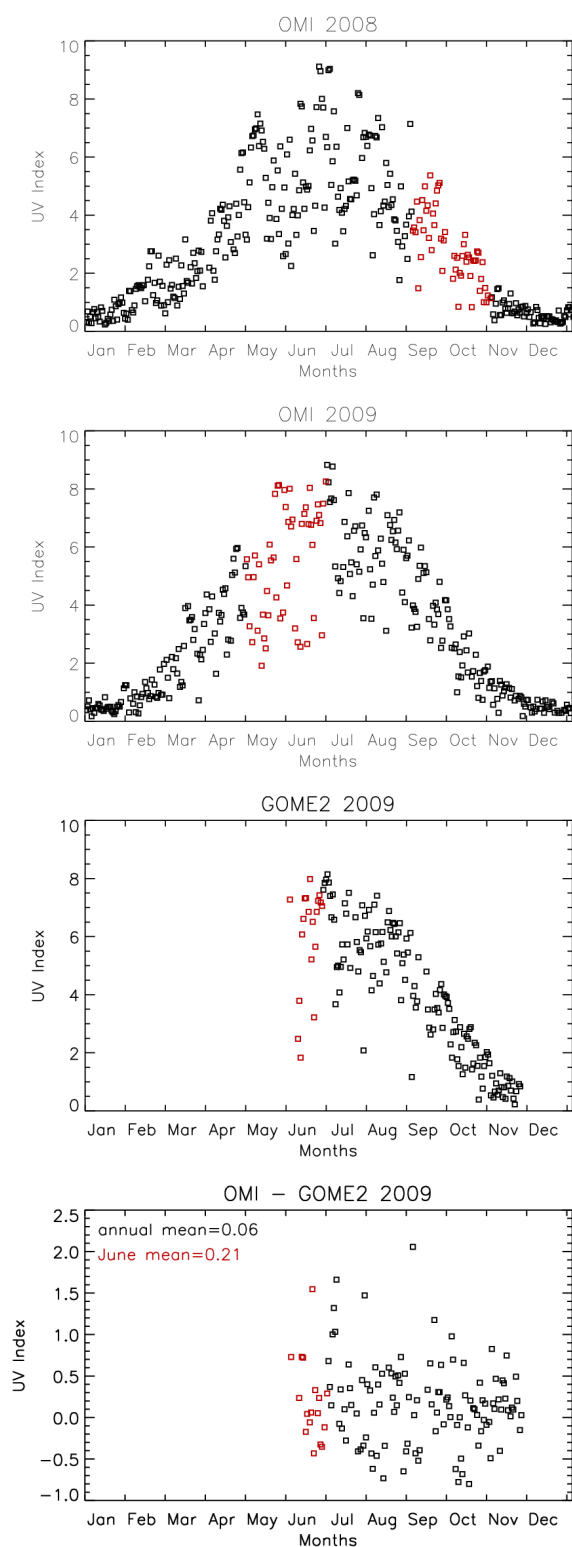 OMI 2008
10
8
6
4
2
0
UV Index
Jan Feb Mar Apr May Jun Jul Aug Sep Oct Nov Dec
Months
OMI 2009
10
8
6
4
2
0
UV Index
Jan Feb Mar Apr May Jun Jul Aug Sep Oct Nov Dec
Months
GOME2 2009
10
8
6
4
2
0
UV Index
Jan Feb Mar Apr May Jun Jul Aug Sep Oct Nov Dec
Months
OMI − GOME2 2009
annual mean=0.06
June mean=0.21
2.5
2.0
1.5
1.0
0.5
0.0
−0.5
−1.0
UV Index
Jan Feb Mar Apr May Jun Jul Aug Sep Oct Nov Dec
Months